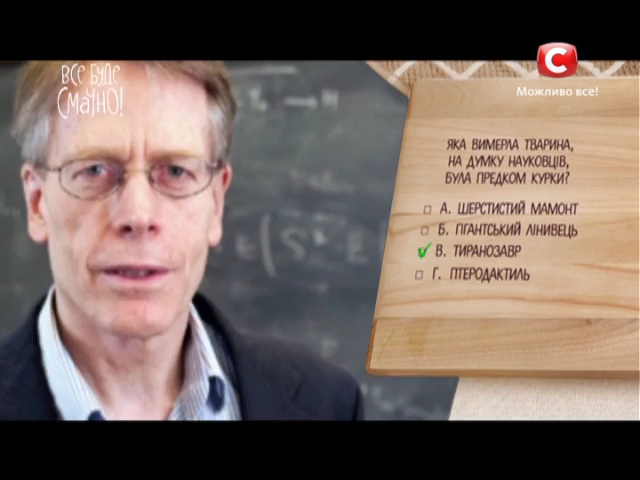 ВСЕ БУДЕ
СМАЧНО!
С
Можливо все!
ЯКА ВИМЕРЛА ТВАРИНА,
НА ДУМКУ НАУКОВЦІВ,
БУЛА ПРЕДКОМ КУРКИ?
А. ШЕРСТИСТИЙ МАМОНТ
Б. ГІГАНТСЬКИЙ ЛІНИВЕЦЬ
В. ТИРАНОЗАВР
Г. ПТЕРОДАКТИЛЬ